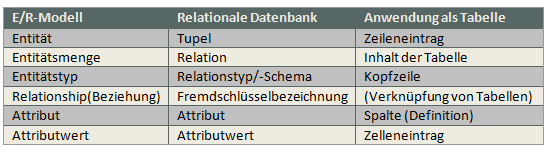 E/R-Modell Relationale Datenbank Anwendung als Tabelle
Entität Tupel Zeileneintrag
Entitätsmenge Relation Inhalt der Tabelle
Entitätstyp Relationstyp/-Schema Kopfzeile
Relationship(Beziehung) Fremdschlüsselbezeichnung (Verknüpfung von Tabellen)
Attribut Attribut Spalte (Definition)
Attributwert Attributwert Zelleneintrag